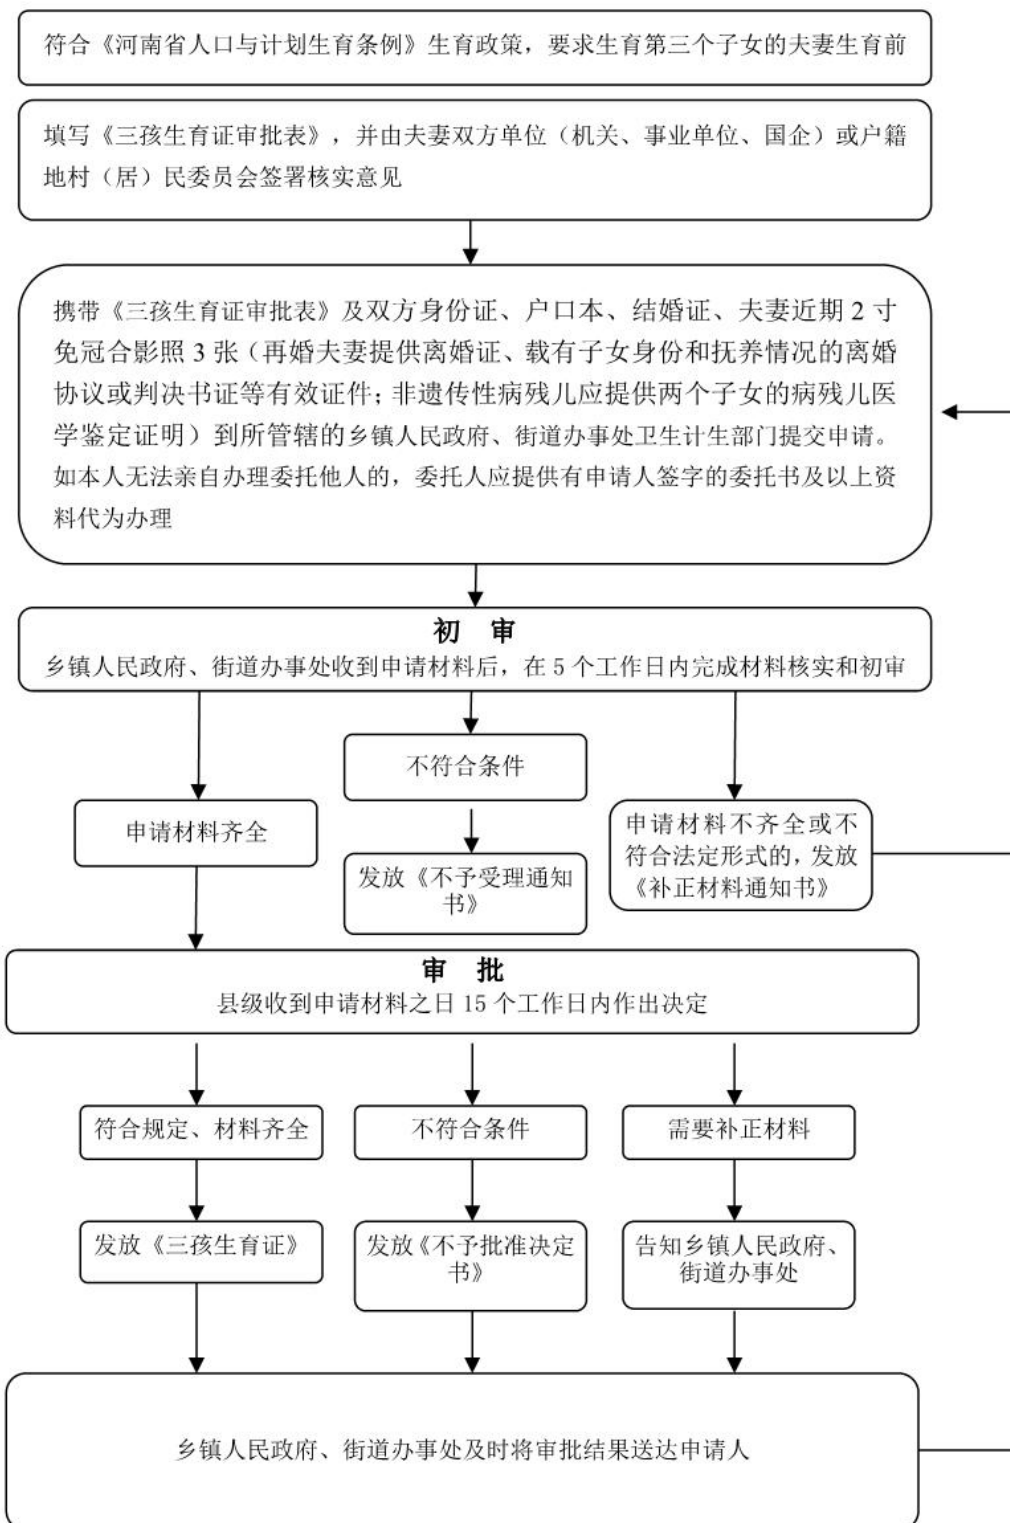 符合《河南省人口与计划生育条例》生育政策，要求生育第三个子女的夫妻生育前
填写《三孩生育证审批表》，并由夫妻双方单位（机关、事业单位、国企）或户籍
地村（居）民委员会签署核实意见
携带《三孩生育证审批表》及双方身份证、户口本、结婚证、夫妻近期 2 寸
免冠合影照 3 张（再婚夫妻提供离婚证、载有子女身份和抚养情况的离婚
协议或判决书证等有效证件；非遗传性病残儿应提供两个子女的病残儿医
学鉴定证明）到所管辖的乡镇人民政府、街道办事处卫生计生部门提交申请。
如本人无法亲自办理委托他人的，委托人应提供有申请人签字的委托书及以上资
料代为办理
初 审
乡镇人民政府、街道办事处收到申请材料后，在 5 个工作日内完成材料核实和初审
不符合条件
申请材料齐全
申请材料不齐全或不
符合法定形式的，发放
《补正材料通知书》
发放《不予受理通知
书》
审 批
县级收到申请材料之日 15 个工作日内作出决定
符合规定、材料齐全
不符合条件
需要补正材料
发放《三孩生育证》
发放《不予批准决定
书》
告知乡镇人民政府、
街道办事处
乡镇人民政府、街道办事处及时将审批结果送达申请人